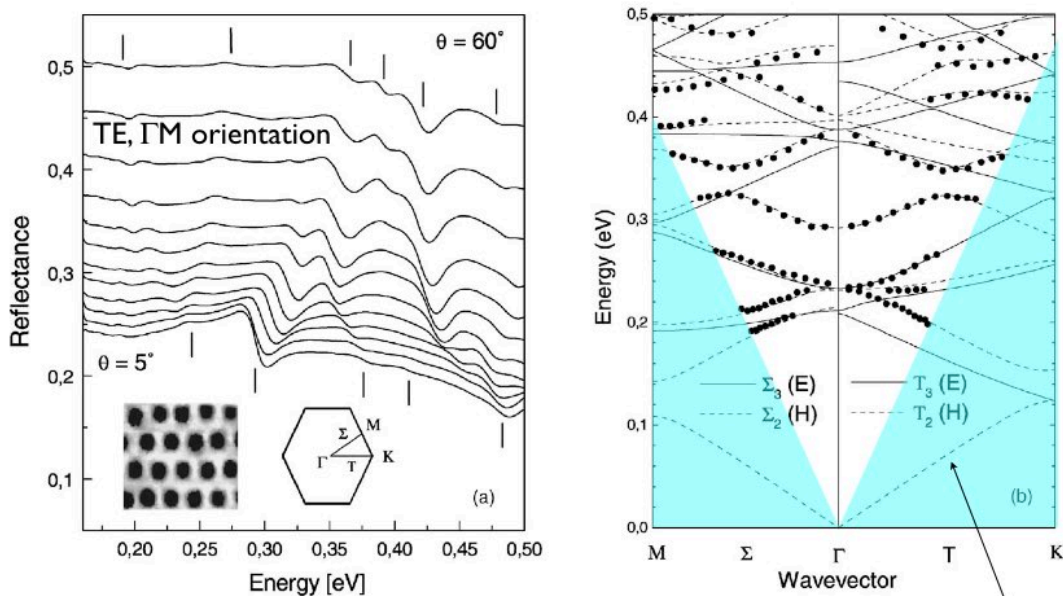 θ = 60°
TE, ΓM orientation
θ = 5°
Reflectance
0,5
0,4
0,3
0,2
0,1
Σ
M
Γ
T
K
(a)
0,20 0,25 0,30 0,35 0,40 0,45 0,50
Energy [eV]
Energy (eV)
0,5
0,4
0,3
0,2
0,1
0,0
Σ₃ (E)
T₃ (E)
Σ₂ (H)
T₂ (H)
(b)
M Σ Γ T K
Wavevector